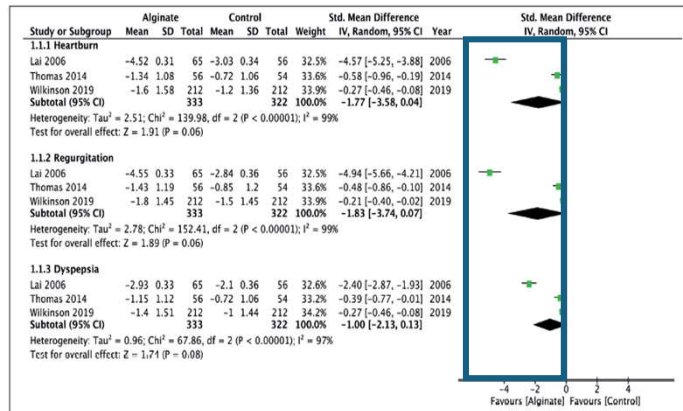 Alginate Control Std. Mean Difference Std. Mean Difference
Study or Subgroup Mean SD Total Mean SD Total Weight IV, Random, 95% CI Year IV, Random, 95% CI
1.1.1 Heartburn
Lai 2006 −4.52 0.31 65 −3.03 0.34 56 32.5% −4.57 [−5.25, −3.88] 2006
Thomas 2014 −1.34 1.08 56 −0.72 1.06 54 33.6% −0.58 [−0.96, −0.19] 2014
Wilkinson 2019 −1.6 1.58 212 −1.2 1.36 212 33.9% −0.27 [−0.46, −0.08] 2019
Subtotal (95% CI) 333 322 100.0% −1.77 [−3.58, 0.04]
Heterogeneity: Tau² = 2.51; Chi² = 139.98, df = 2 (P < 0.00001); I² = 99%
Test for overall effect: Z = 1.91 (P = 0.06)
1.1.2 Regurgitation
Lai 2006 −4.55 0.33 65 −2.84 0.36 56 32.5% −4.94 [−5.66, −4.21] 2006
Thomas 2014 −1.43 1.19 56 −0.85 1.2 54 33.6% −0.48 [−0.86, −0.10] 2014
Wilkinson 2019 −1.8 1.45 212 −1.5 1.45 212 33.9% −0.21 [−0.40, −0.02] 2019
Subtotal (95% CI) 333 322 100.0% −1.83 [−3.74, 0.07]
Heterogeneity: Tau² = 2.78; Chi² = 152.41, df = 2 (P < 0.00001); I² = 99%
Test for overall effect: Z = 1.89 (P = 0.06)
1.1.3 Dyspepsia
Lai 2006 −2.93 0.33 65 −2.1 0.36 56 32.6% −2.40 [−2.87, −1.93] 2006
Thomas 2014 −1.15 1.12 56 −0.72 1.06 54 33.2% −0.39 [−0.77, −0.01] 2014
Wilkinson 2019 −1.4 1.51 212 −1 1.44 212 34.2% −0.27 [−0.46, −0.08] 2019
Subtotal (95% CI) 333 322 100.0% −1.00 [−2.13, 0.13]
Heterogeneity: Tau² = 0.96; Chi² = 67.86, df = 2 (P < 0.00001); I² = 97%
Test for overall effect: Z = 1.74 (P = 0.08)
−4 −2 0 2 4
Favours [Alginate] Favours [Control]